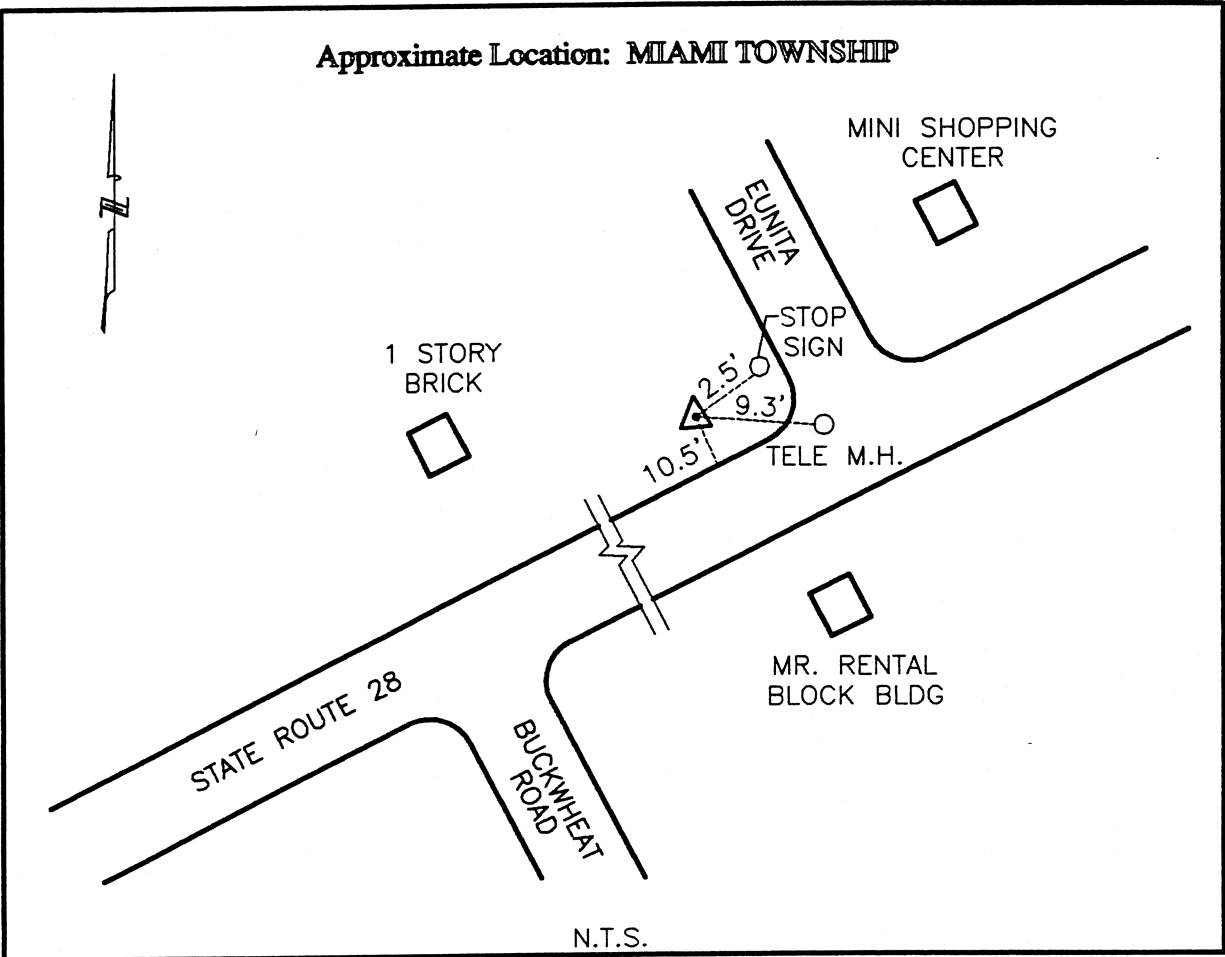 Approximate Location: MIAMI TOWNSHIP
N
MINI SHOPPING
CENTER
EUNITA
DRIVE
STOP
SIGN
1 STORY
BRICK
2.5'
9.3'
10.5'
TELE M.H.
MR. RENTAL
BLOCK BLDG
STATE ROUTE 28
BUCKWHEAT
ROAD
N.T.S.